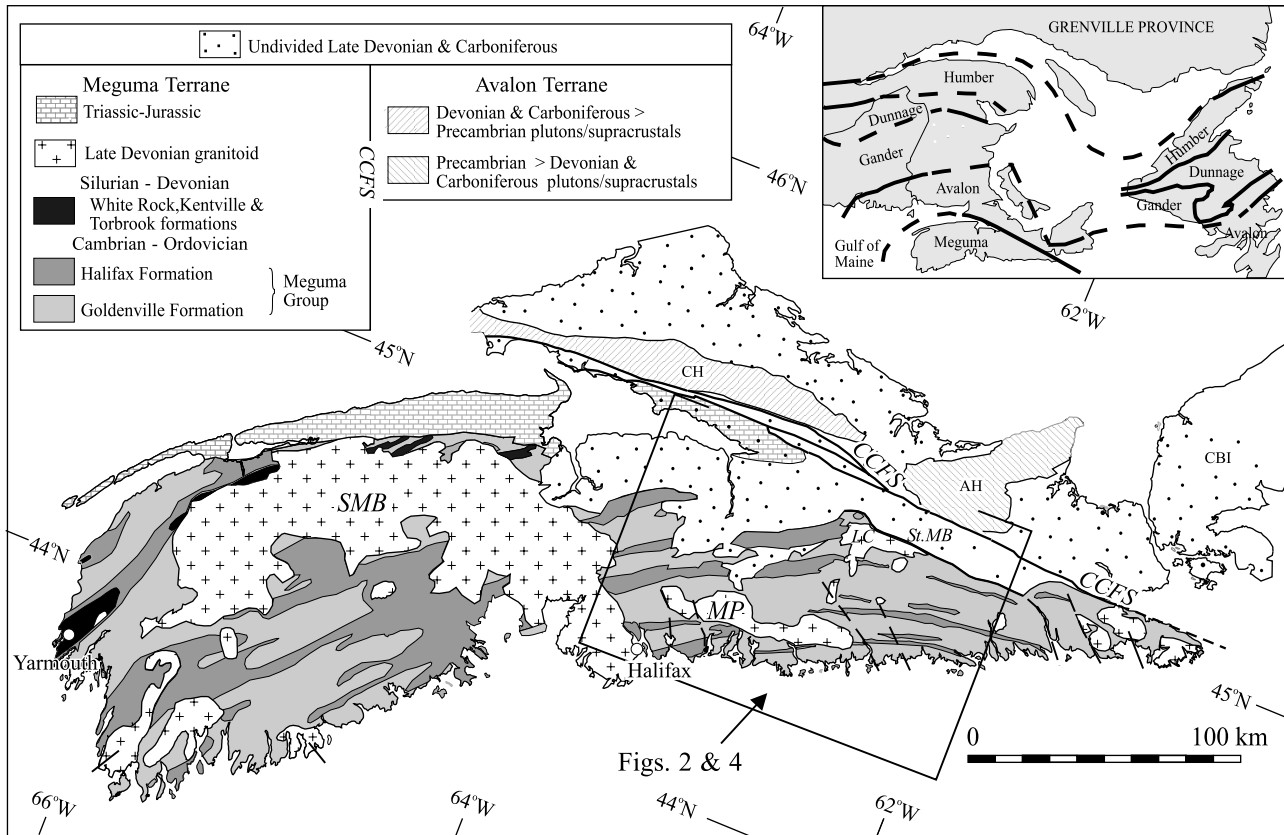 Undivided Late Devonian & Carboniferous
Meguma Terrane
Triassic-Jurassic
Late Devonian granitoid
Silurian - Devonian
White Rock,Kentville &
Torbrook formations
Cambrian - Ordovician
Halifax Formation
Goldenville Formation
Meguma
Group
CCFS
Avalon Terrane
Devonian & Carboniferous >
Precambrian plutons/supracrustals
Precambrian > Devonian &
Carboniferous plutons/supracrustals
64°W
46°N
GRENVILLE PROVINCE
Humber
Dunnage
Gander
Avalon
Gulf of
Maine
Meguma
Humber
Dunnage
Gander
Avalon
62°W
45°N
CH
CCFS
AH
CBI
SMB
LC
St.MB
CCFS
44°N
MP
Yarmouth
Halifax
45°N
Figs. 2 & 4
0 100 km
66°W
64°W
44°N
62°W